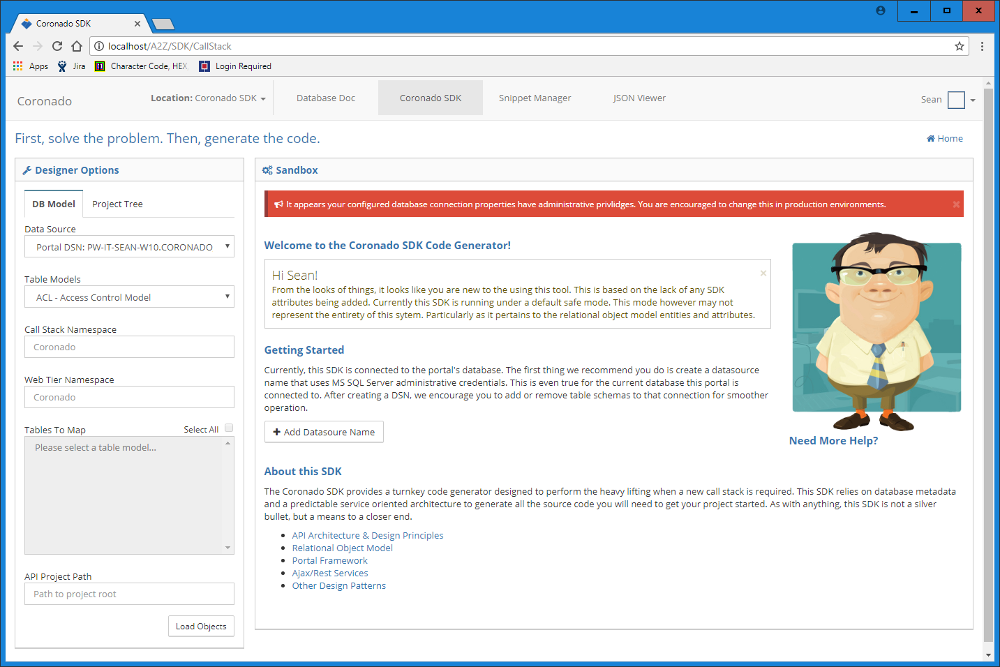 Coronado SDK
localhost/A2Z/SDK/CallStack
Apps Jira Character Code, HEX, Login Required
Coronado Location: Coronado SDK Database Doc Coronado SDK Snippet Manager JSON Viewer Sean
First, solve the problem. Then, generate the code.
Home
Designer Options
DB Model Project Tree
Data Source
Portal DSN: PW-IT-SEAN-W10.CORONADO
Table Models
ACL - Access Control Model
Call Stack Namespace
Coronado
Web Tier Namespace
Coronado
Tables To Map Select All
Please select a table model...
API Project Path
Path to project root
Load Objects
Sandbox
It appears your configured database connection properties have administrative privlidges. You are encouraged to change this in production environments.
Welcome to the Coronado SDK Code Generator!
Hi Sean!
From the looks of things, it looks like you are new to the using this tool. This is based on the lack of any SDK
attributes being added. Currently this SDK is running under a default safe mode. This mode however may not
represent the entirety of this sytem. Particularly as it pertains to the relational object model entities and attributes.
Getting Started
Currently, this SDK is connected to the portal's database. The first thing we recommend you do is create a datasource
name that uses MS SQL Server administrative credentials. This is even true for the current database this portal is
connected to. After creating a DSN, we encourage you to add or remove table schemas to that connection for smoother
operation.
Add Datasoure Name
Need More Help?
About this SDK
The Coronado SDK provides a turnkey code generator designed to perform the heavy lifting when a new call stack is required. This SDK relies on database metadata
and a predictable service oriented architecture to generate all the source code you will need to get your project started. As with anything, this SDK is not a silver
bullet, but a means to a closer end.
API Architecture & Design Principles
Relational Object Model
Portal Framework
Ajax/Rest Services
Other Design Patterns